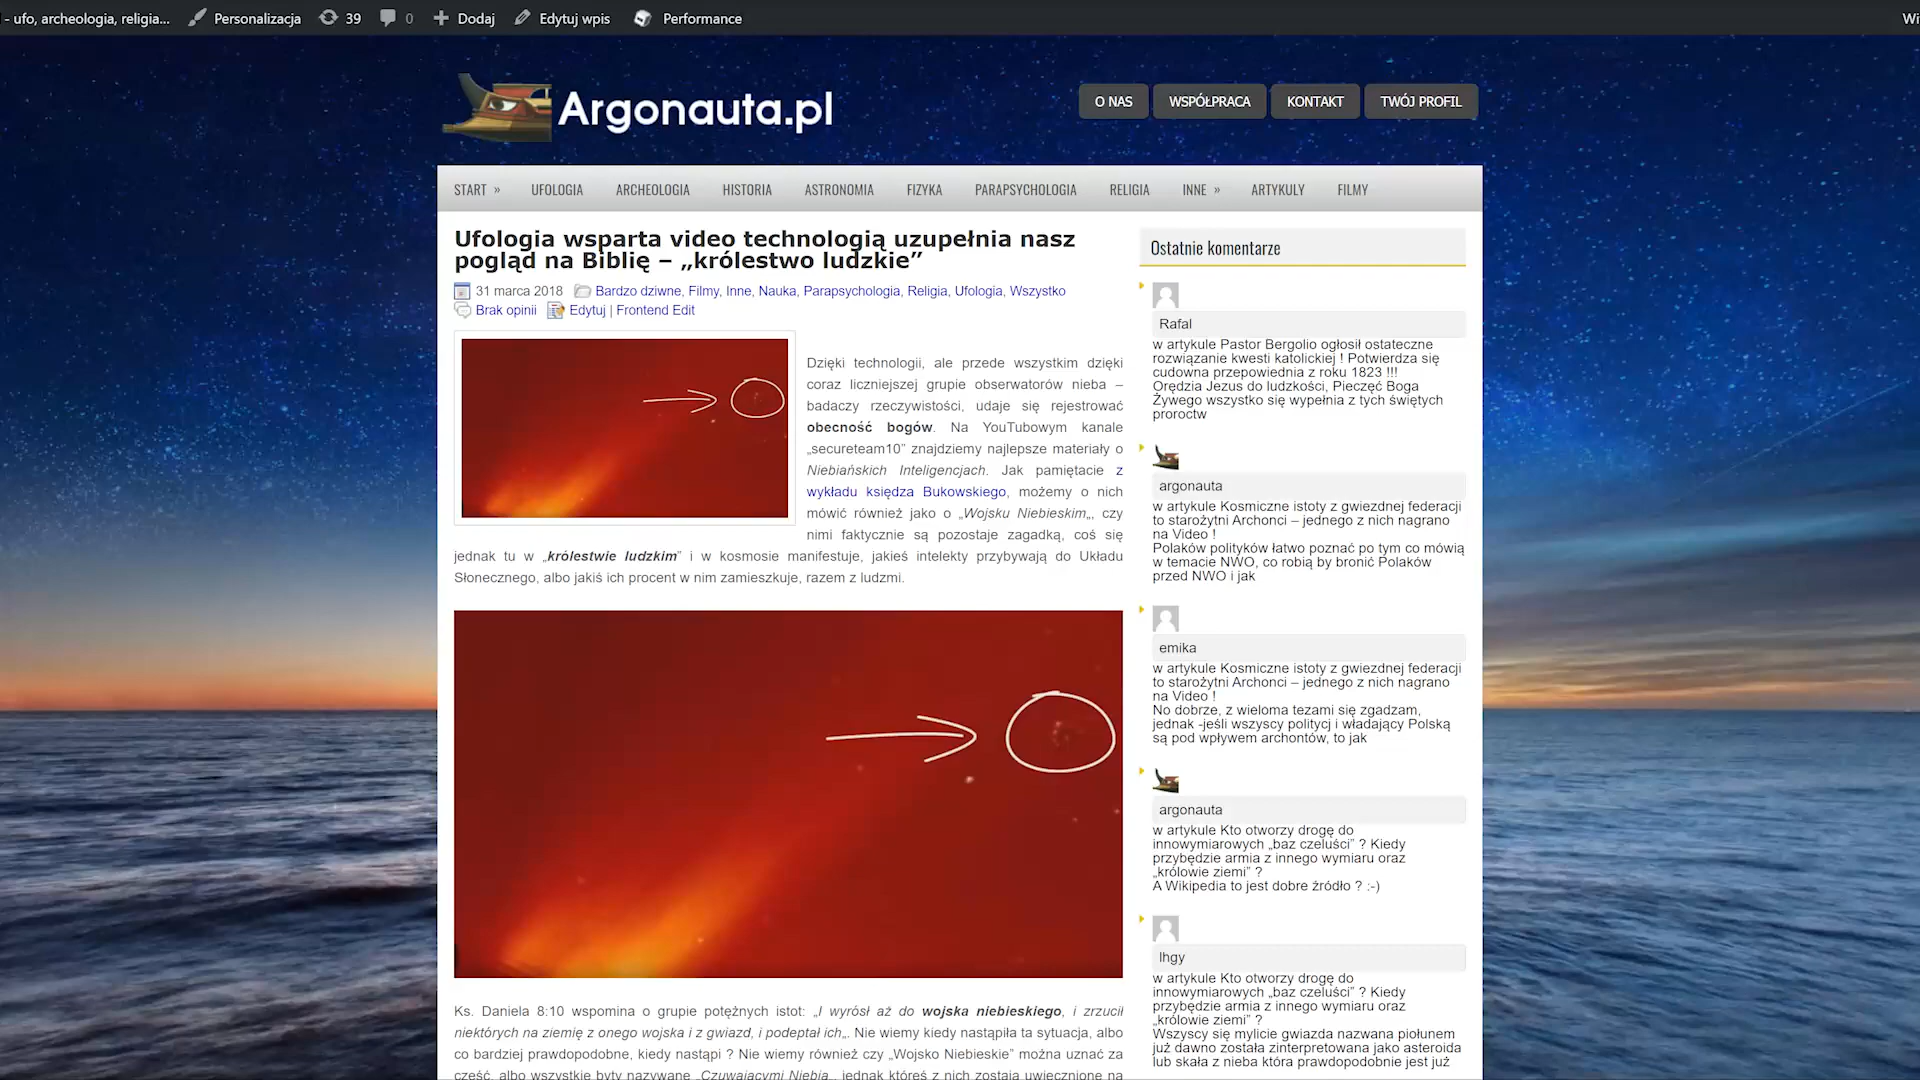 - ufo, archeologia, religia...
Personalizacja
39
0
Dodaj
Edytuj wpis
Performance
Argonauta.pl
O NAS
WSPÓŁPRACA
KONTAKT
TWÓJ PROFIL
START »
UFOLOGIA
ARCHEOLOGIA
HISTORIA
ASTRONOMIA
FIZYKA
PARAPSYCHOLOGIA
RELIGIA
INNE »
ARTYKULY
FILMY
Ufologia wsparta video technologią uzupełnia nasz
pogląd na Biblię – „królestwo ludzkie”
31 marca 2018 Bardzo dziwne, Filmy, Inne, Nauka, Parapsychologia, Religia, Ufologia, Wszystko
Brak opinii Edytuj | Frontend Edit
Dzięki technologii, ale przede wszystkim dzięki
coraz liczniejszej grupie obserwatorów nieba –
badaczy rzeczywistości, udaje się rejestrować
obecność bogów. Na YouTubowym kanale
„secureteam10” znajdziemy najlepsze materiały o
Niebiańskich Inteligencjach. Jak pamiętacie z
wykładu księdza Bukowskiego, możemy o nich
mówić również jako o „Wojsku Niebieskim„, czy
nimi faktycznie są pozostaje zagadką, coś się
jednak tu w „królestwie ludzkim” i w kosmosie manifestuje, jakieś intelekty przybywają do Układu
Słonecznego, albo jakiś ich procent w nim zamieszkuje, razem z ludzmi.
Ks. Daniela 8:10 wspomina o grupie potężnych istot: „I wyrósł aż do wojska niebieskiego, i zrzucił
niektórych na ziemię z onego wojska i z gwiazd, i podeptał ich„. Nie wiemy kiedy nastąpiła ta sytuacja, albo
co bardziej prawdopodobne, kiedy nastąpi ? Nie wiemy również czy „Wojsko Niebieskie” można uznać za
cześć, albo wszystkie byty nazywane „Czuwającymi Niebia„, jednak któreś z nich zostają uwiecznione na
Ostatnie komentarze
Rafal
w artykule Pastor Bergolio ogłosił ostateczne
rozwiązanie kwesti katolickiej ! Potwierdza się
cudowna przepowiednia z roku 1823 !!!
Orędzia Jezus do ludzkości, Pieczęć Boga
Żywego wszystko się wypełnia z tych świętych
proroctw
argonauta
w artykule Kosmiczne istoty z gwiezdnej federacji
to starożytni Archonci – jednego z nich nagrano
na Video !
Polaków polityków łatwo poznać po tym co mówią
w temacie NWO, co robią by bronić Polaków
przed NWO i jak
emika
w artykule Kosmiczne istoty z gwiezdnej federacji
to starożytni Archonci – jednego z nich nagrano
na Video !
No dobrze, z wieloma tezami się zgadzam,
jednak -jeśli wszyscy politycj i władający Polską
są pod wpływem archontów, to jak
argonauta
w artykule Kto otworzy drogę do
innowymiarowych „baz czeluści” ? Kiedy
przybędzie armia z innego wymiaru oraz
„królowie ziemi” ?
A Wikipedia to jest dobre źródło ? :-)
lhgy
w artykule Kto otworzy drogę do
innowymiarowych „baz czeluści” ? Kiedy
przybędzie armia z innego wymiaru oraz
„królowie ziemi” ?
Wszyscy się mylicie gwiazda nazwana piołunem
już dawno została zinterpretowana jako asteroida
lub skała z nieba która prawdopodobnie jest już